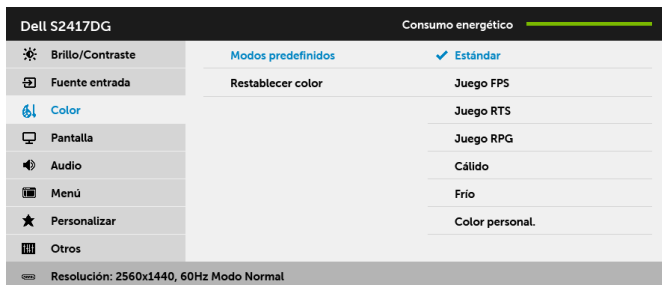 Dell S2417DG
Consumo energético
Brillo/Contraste
Modos predefinidos
Estándar
Fuente entrada
Restablecer color
Juego FPS
Color
Juego RTS
Pantalla
Juego RPG
Audio
Cálido
Menú
Frío
Personalizar
Color personal.
Otros
Resolución: 2560x1440, 60Hz Modo Normal